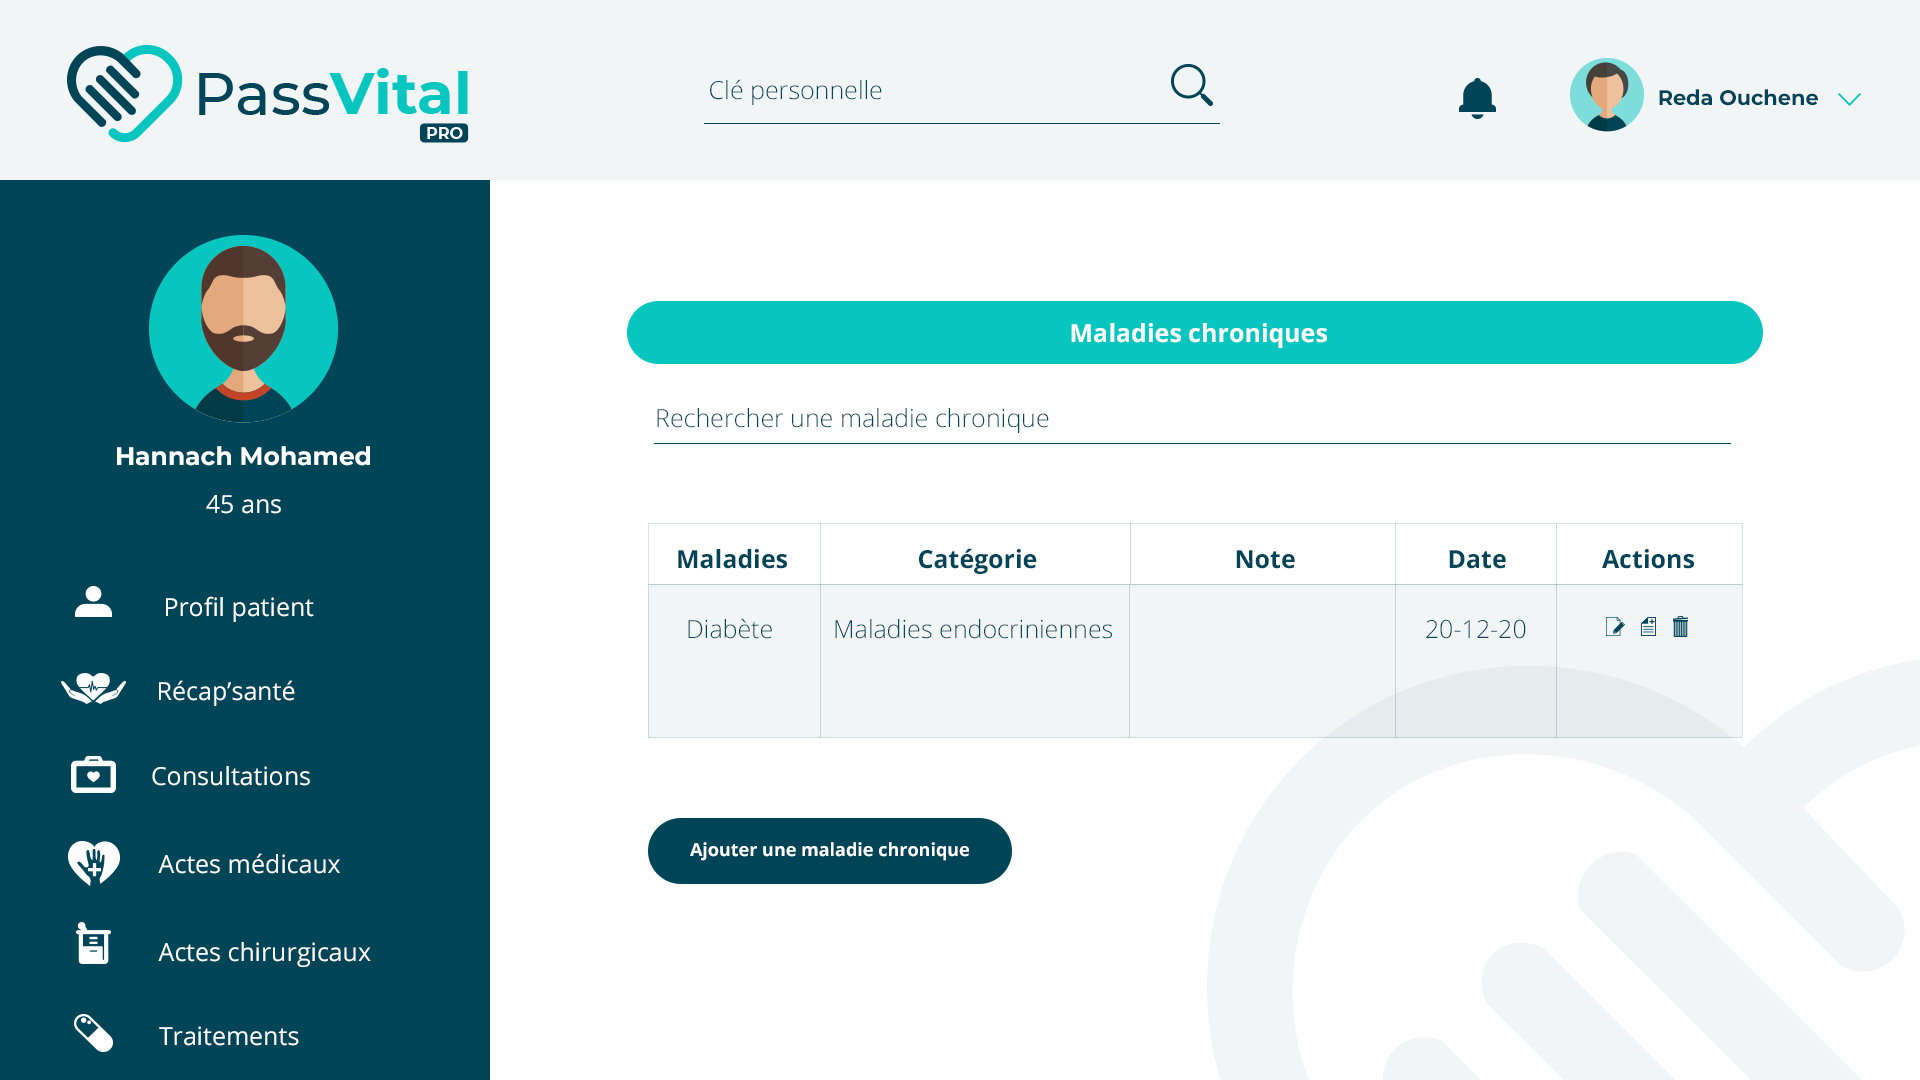 PassVital
PRO
Clé personnelle
Reda Ouchene
Hannach Mohamed
45 ans
Profil patient
Récap’santé
Consultations
Actes médicaux
Actes chirurgicaux
Traitements
Maladies chroniques
Rechercher une maladie chronique
Maladies Catégorie Note Date Actions
Diabète Maladies endocriniennes 20-12-20
Ajouter une maladie chronique